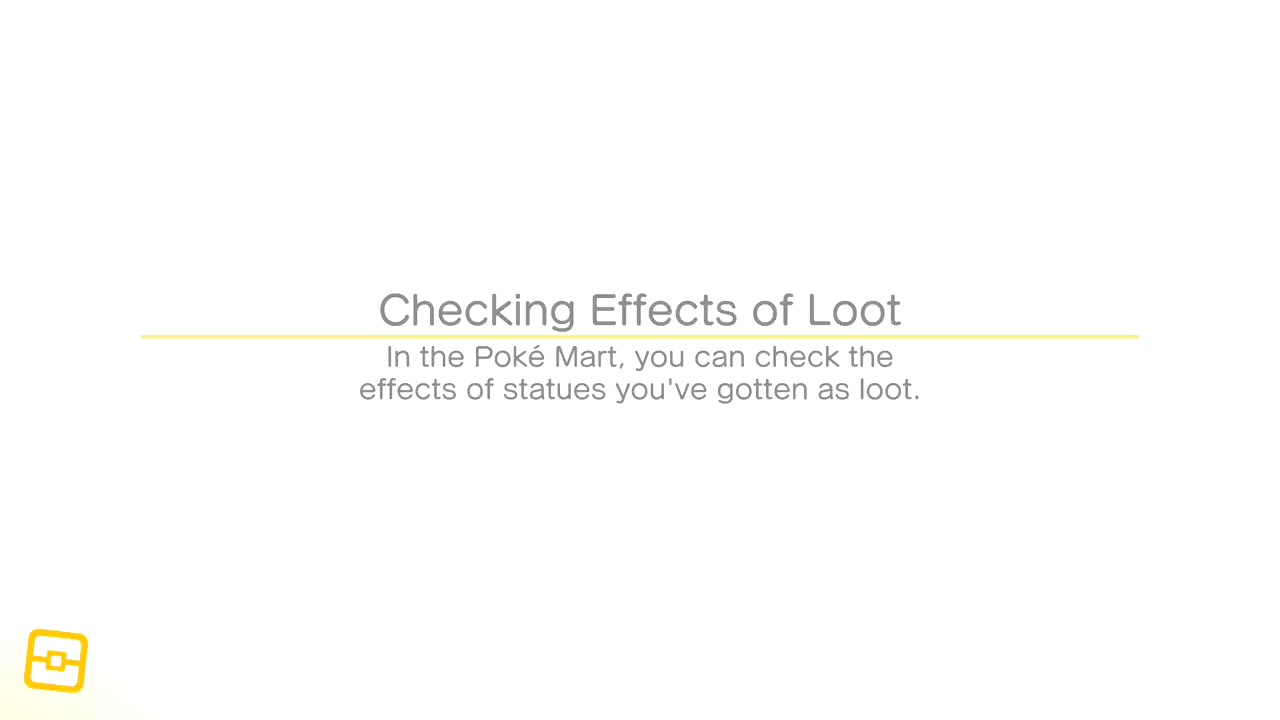 Checking Effects of Loot
In the Poké Mart, you can check the
effects of statues you've gotten as loot.